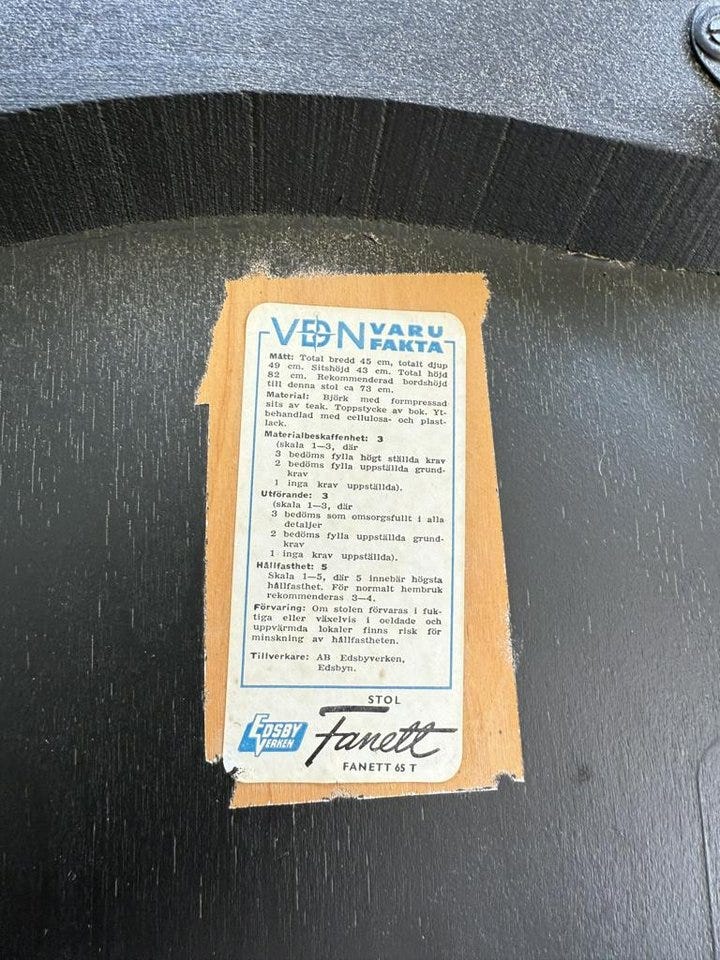 VDN VARU
FAKTA
Mått: Total bredd 45 cm, totalt djup
49 cm. Sitshöjd 43 cm. Total höjd
82 cm. Rekommenderad bordshöjd
till denna stol ca 73 cm.
Material: Björk med formpressad
sits av teak. Toppstycke av bok. Yt-
behandlad med cellulosa- och plast-
lack.
Materialbeskaffenhet: 3
(skala 1—3, där
3 bedöms fylla högt ställda krav
2 bedöms fylla uppställda grund-
krav
1 inga krav uppställda).
Utförande: 3
(skala 1—3, där
3 bedöms som omsorgsfullt i alla
detaljer
2 bedöms fylla uppställda grund-
krav
1 inga krav uppställda).
Hållfasthet: 5
Skala 1—5, där 5 innebär högsta
hållfasthet. För normalt hembruk
rekommenderas 3—4.
Förvaring: Om stolen förvaras i fuk-
tiga eller växelvis i oeldade och
uppvärmda lokaler finns risk för
minskning av hållfastheten.
Tillverkare: AB Edsbyverken,
Edsbyn.
STOL
EDSBY
VERKEN
Fanett
FANETT 65 T